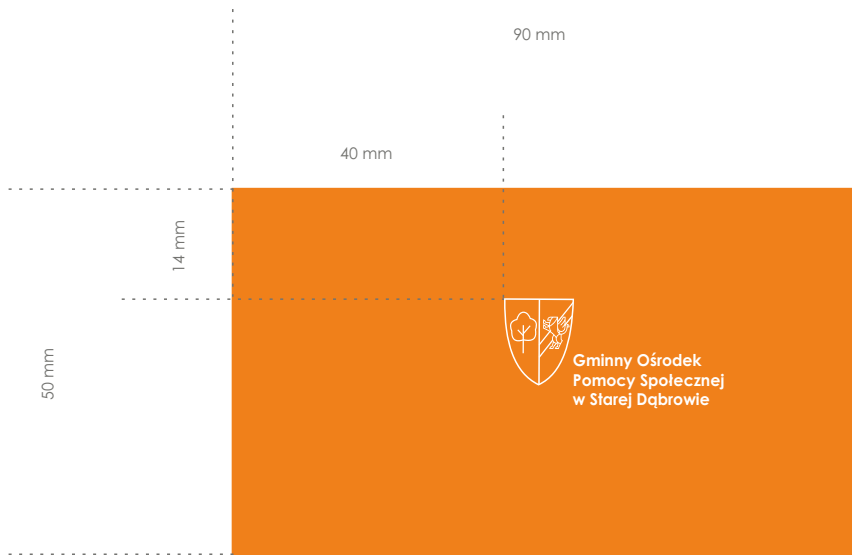 90 mm
40 mm
14 mm
50 mm
Gminny Ośrodek
Pomocy Społecznej
w Starej Dąbrowie